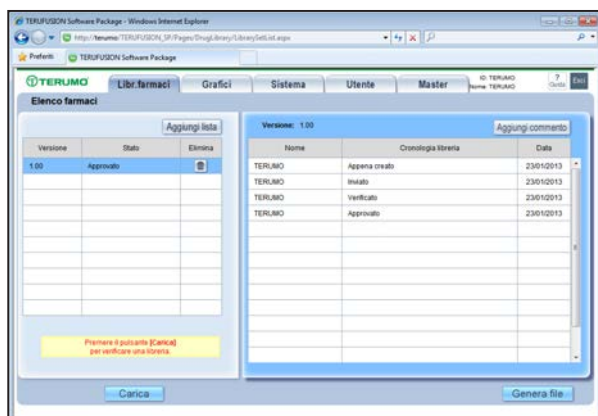 TERUFUSION Software Package - Windows Internet Explorer
http://terumo/TERUFUSION_SP/Pages/DrugLibrary/LibrarySetList.aspx
Preferiti TERUFUSION Software Package
TERUMO Libr.farmaci Grafici Sistema Utente Master ID: TERUMO ? Esci
Nome: TERUMO Guida
Elenco farmaci
Aggiungi lista
Versione Stato Elimina
1.00 Approvato
Premere il pulsante [Carica]
per verificare una libreria.
Carica
Versione: 1.00 Aggiungi commento
Nome Cronologia libreria Data
TERUMO Appena creato 23/01/2013
TERUMO Inviato 23/01/2013
TERUMO Verificato 23/01/2013
TERUMO Approvato 23/01/2013
Genera file